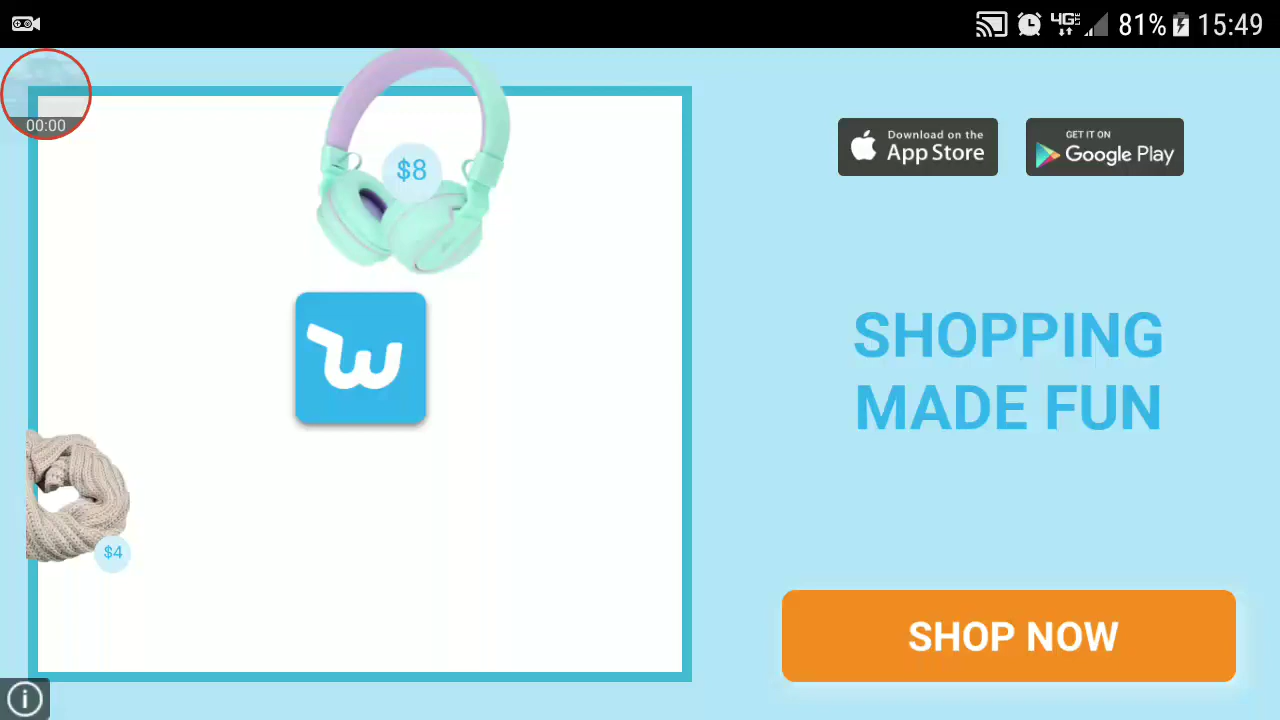 81% 15:49
00:00
$8
Download on the
App Store
GET IT ON
Google Play
w
SHOPPING
MADE FUN
$4
SHOP NOW
i
4G LTE